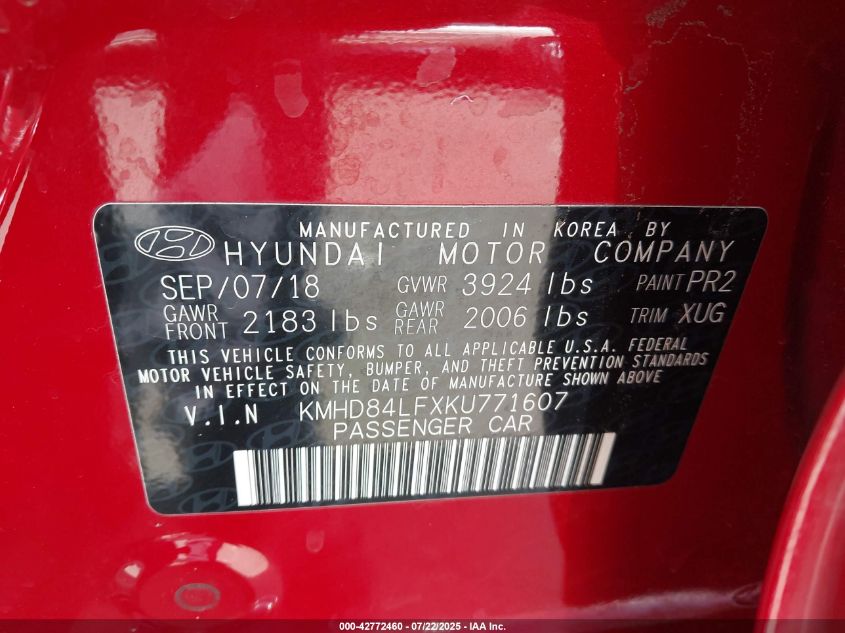 MANUFACTURED IN KOREA BY
HYUNDAI MOTOR COMPANY
SEP/07/18 GVWR 3924 lbs PAINT PR2
GAWR FRONT 2183 lbs GAWR REAR 2006 lbs TRIM XUG
THIS VEHICLE CONFORMS TO ALL APPLICABLE U.S.A. FEDERAL
MOTOR VEHICLE SAFETY, BUMPER, AND THEFT PREVENTION STANDARDS
IN EFFECT ON THE DATE OF MANUFACTURE SHOWN ABOVE
V.I.N KMHD84LFXKU771607
PASSENGER CAR
000-42772460 - 07/22/2025 - IAA Inc.